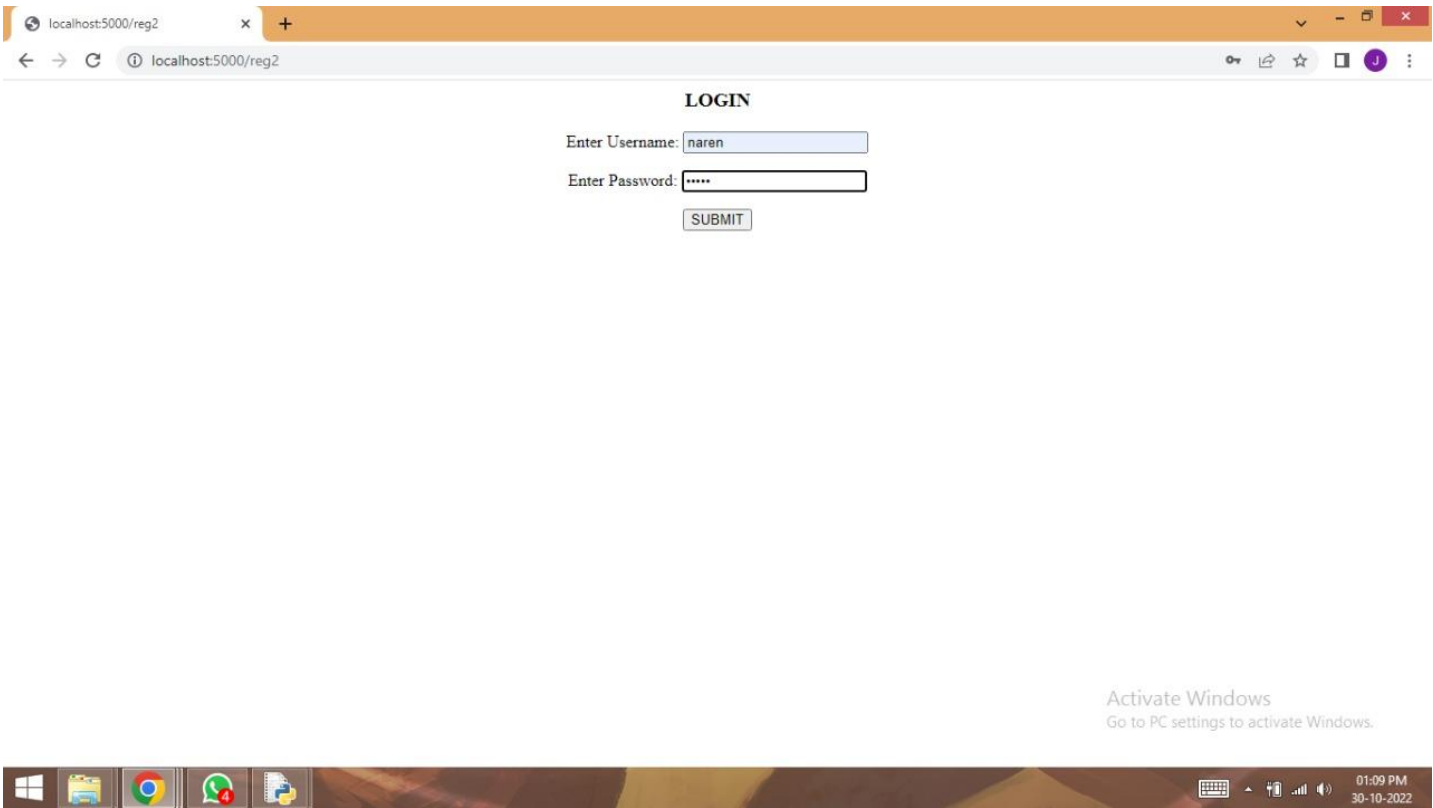 localhost:5000/reg2
localhost:5000/reg2
J
LOGIN
Enter Username: naren
Enter Password: •••••
SUBMIT
Activate Windows
Go to PC settings to activate Windows.
4
01:09 PM
30-10-2022